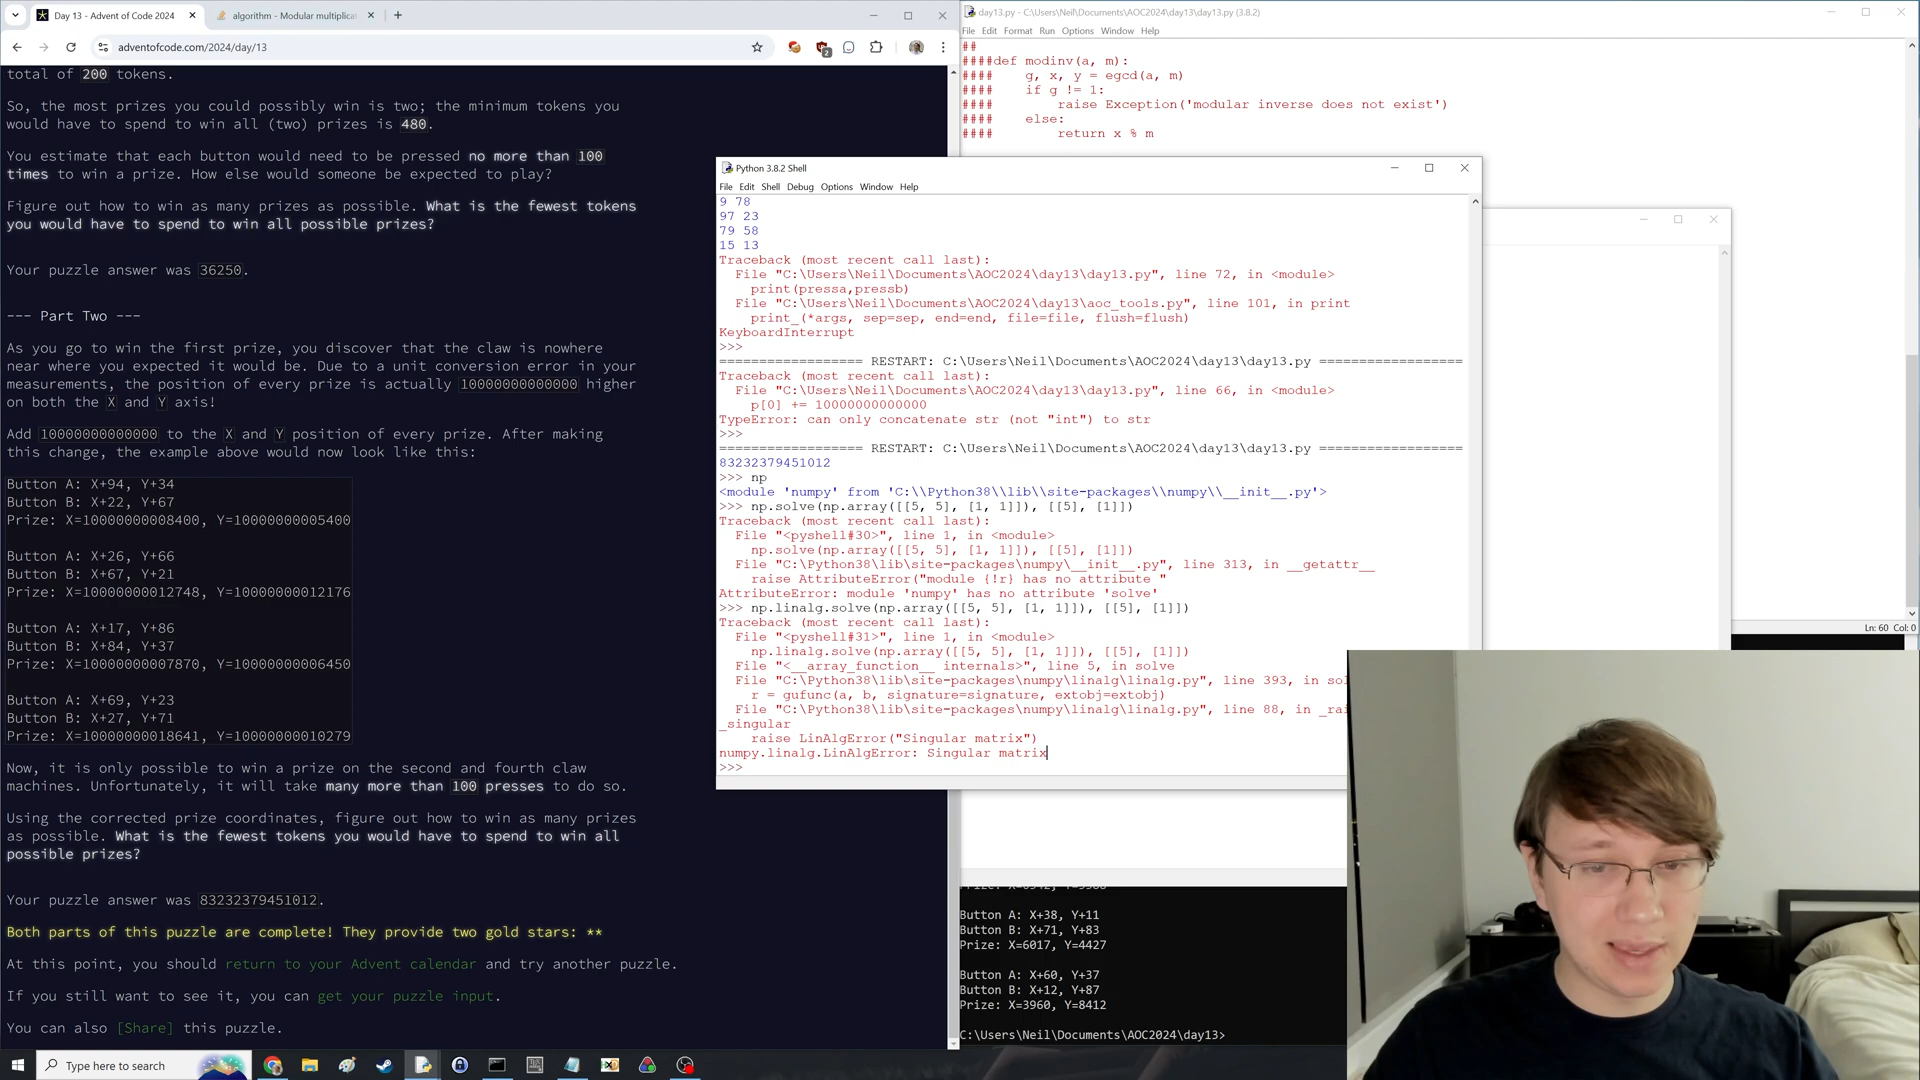 Day 13 - Advent of Code 2024
algorithm - Modular multiplicat
adventofcode.com/2024/day/13
total of 200 tokens.
So, the most prizes you could possibly win is two; the minimum tokens you
would have to spend to win all (two) prizes is 480.
You estimate that each button would need to be pressed no more than 100
times to win a prize. How else would someone be expected to play?
Figure out how to win as many prizes as possible. What is the fewest tokens
you would have to spend to win all possible prizes?
Your puzzle answer was 36250.
--- Part Two ---
As you go to win the first prize, you discover that the claw is nowhere
near where you expected it would be. Due to a unit conversion error in your
measurements, the position of every prize is actually 10000000000000 higher
on both the X and Y axis!
Add 10000000000000 to the X and Y position of every prize. After making
this change, the example above would now look like this:
Button A: X+94, Y+34
Button B: X+22, Y+67
Prize: X=10000000008400, Y=10000000005400
Button A: X+26, Y+66
Button B: X+67, Y+21
Prize: X=10000000012748, Y=10000000012176
Button A: X+17, Y+86
Button B: X+84, Y+37
Prize: X=10000000007870, Y=10000000006450
Button A: X+69, Y+23
Button B: X+27, Y+71
Prize: X=10000000018641, Y=10000000010279
Now, it is only possible to win a prize on the second and fourth claw
machines. Unfortunately, it will take many more than 100 presses to do so.
Using the corrected prize coordinates, figure out how to win as many prizes
as possible. What is the fewest tokens you would have to spend to win all
possible prizes?
Your puzzle answer was 83232379451012.
Both parts of this puzzle are complete! They provide two gold stars: **
At this point, you should return to your Advent calendar and try another puzzle.
If you still want to see it, you can get your puzzle input.
You can also [Share] this puzzle.
day13.py - C:\Users\Neil\Documents\AOC2024\day13\day13.py (3.8.2)
File Edit Format Run Options Window Help
##
####def modinv(a, m):
####    g, x, y = egcd(a, m)
####    if g != 1:
####        raise Exception('modular inverse does not exist')
####    else:
####        return x % m
Ln: 60 Col: 0
Python 3.8.2 Shell
File Edit Shell Debug Options Window Help
9 78
97 23
79 58
15 13
Traceback (most recent call last):
  File "C:\Users\Neil\Documents\AOC2024\day13\day13.py", line 72, in <module>
    print(pressa,pressb)
  File "C:\Users\Neil\Documents\AOC2024\day13\aoc_tools.py", line 101, in print
    print_(*args, sep=sep, end=end, file=file, flush=flush)
KeyboardInterrupt
>>>
================== RESTART: C:\Users\Neil\Documents\AOC2024\day13\day13.py ==================
Traceback (most recent call last):
  File "C:\Users\Neil\Documents\AOC2024\day13\day13.py", line 66, in <module>
    p[0] += 10000000000000
TypeError: can only concatenate str (not "int") to str
>>>
================== RESTART: C:\Users\Neil\Documents\AOC2024\day13\day13.py ==================
83232379451012
>>> np
<module 'numpy' from 'C:\\Python38\\lib\\site-packages\\numpy\\__init__.py'>
>>> np.solve(np.array([[5, 5], [1, 1]]), [[5], [1]])
Traceback (most recent call last):
  File "<pyshell#30>", line 1, in <module>
    np.solve(np.array([[5, 5], [1, 1]]), [[5], [1]])
  File "C:\Python38\lib\site-packages\numpy\__init__.py", line 313, in __getattr__
    raise AttributeError("module {!r} has no attribute "
AttributeError: module 'numpy' has no attribute 'solve'
>>> np.linalg.solve(np.array([[5, 5], [1, 1]]), [[5], [1]])
Traceback (most recent call last):
  File "<pyshell#31>", line 1, in <module>
    np.linalg.solve(np.array([[5, 5], [1, 1]]), [[5], [1]])
  File "<__array_function__ internals>", line 5, in solve
  File "C:\Python38\lib\site-packages\numpy\linalg\linalg.py", line 393, in sol
    r = gufunc(a, b, signature=signature, extobj=extobj)
  File "C:\Python38\lib\site-packages\numpy\linalg\linalg.py", line 88, in _rai
_singular
    raise LinAlgError("Singular matrix")
numpy.linalg.LinAlgError: Singular matrix
>>>
Button A: X+38, Y+11
Button B: X+71, Y+83
Prize: X=6017, Y=4427
Button A: X+60, Y+37
Button B: X+12, Y+87
Prize: X=3960, Y=8412
C:\Users\Neil\Documents\AOC2024\day13>
Type here to search